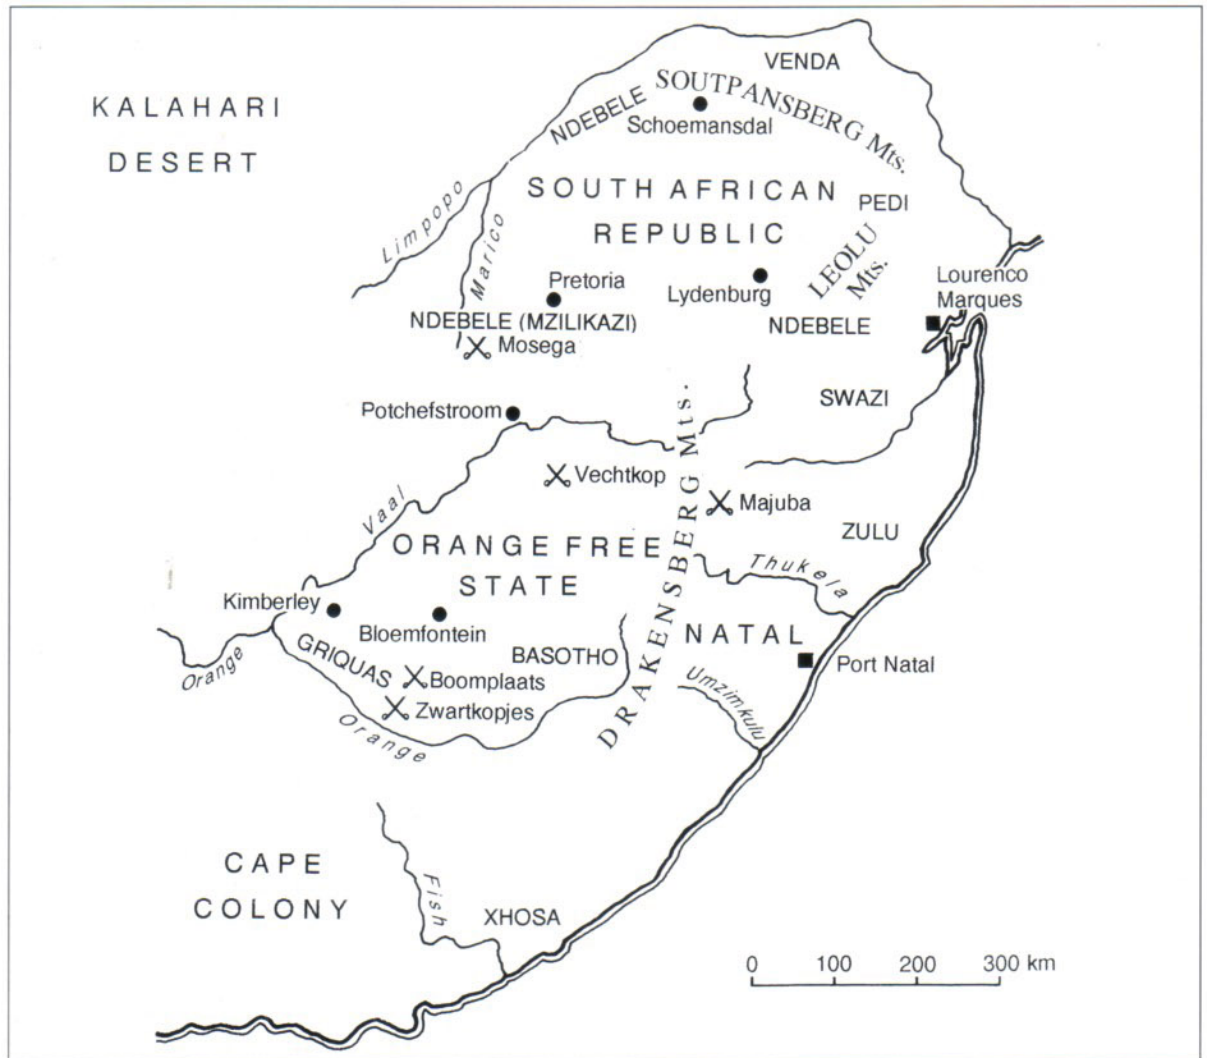 VENDA
KALAHARI
DESERT
NDEBELE
SOUTPANSBERG Mts.
Schoemansdal
SOUTH AFRICAN
REPUBLIC
PEDI
Limpopo
Marico
LEOLU
Mts.
Pretoria
Lydenburg
Lourenco
Marques
NDEBELE (MZILIKAZI)
NDEBELE
Mosega
SWAZI
Potchefstroom
DRAKENSBERG Mts.
Vechtkop
Majuba
Vaal
ZULU
ORANGE FREE
STATE
Thukela
Kimberley
Bloemfontein
NATAL
GRIQUAS
BASOTHO
Port Natal
Orange
Boomplaats
Umzimkulu
Zwartkopjes
Orange
CAPE
COLONY
Fish
XHOSA
0 100 200 300 km